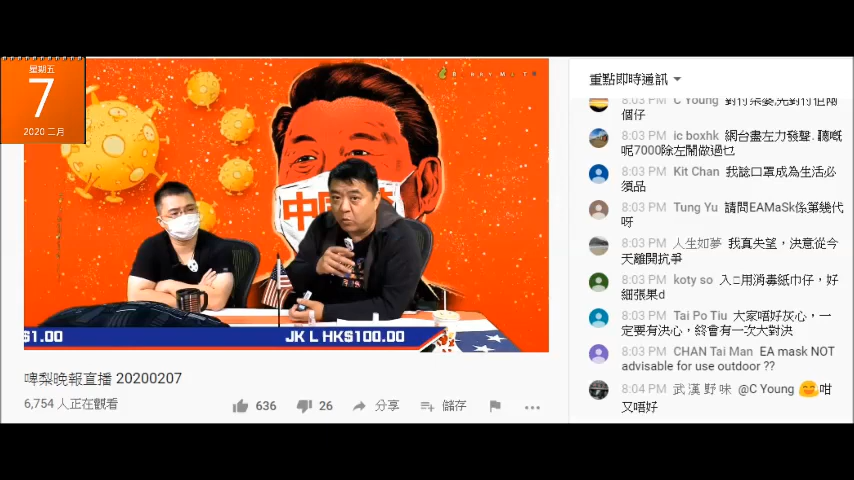 星期五
7
2020 二月
中
$1.00
JK L HK$100.00
啤梨晚報直播 20200207
6,754 人正在觀看
636
26
分享
儲存
重點即時通訊
8:03 PM C Young
個仔
8:03 PM ic boxhk 網台盡左力發聲. 聽嘅
呢7000除左鬧做過乜
8:03 PM Kit Chan 我諗口罩成為生活必
須品
8:03 PM Tung Yu 請問EAMaSk係第幾代
呀
8:03 PM 人生如夢 我真失望，決意從今
天離開抗爭
8:03 PM koty so 入□用消毒紙巾仔，好
細張果d
8:03 PM Tai Po Tiu 大家唔好灰心，一
定要有決心，終會有一次大對決
8:03 PM CHAN Tai Man EA mask NOT
advisable for use outdoor ??
8:04 PM 武漢野味 @C Young 咁
又唔好